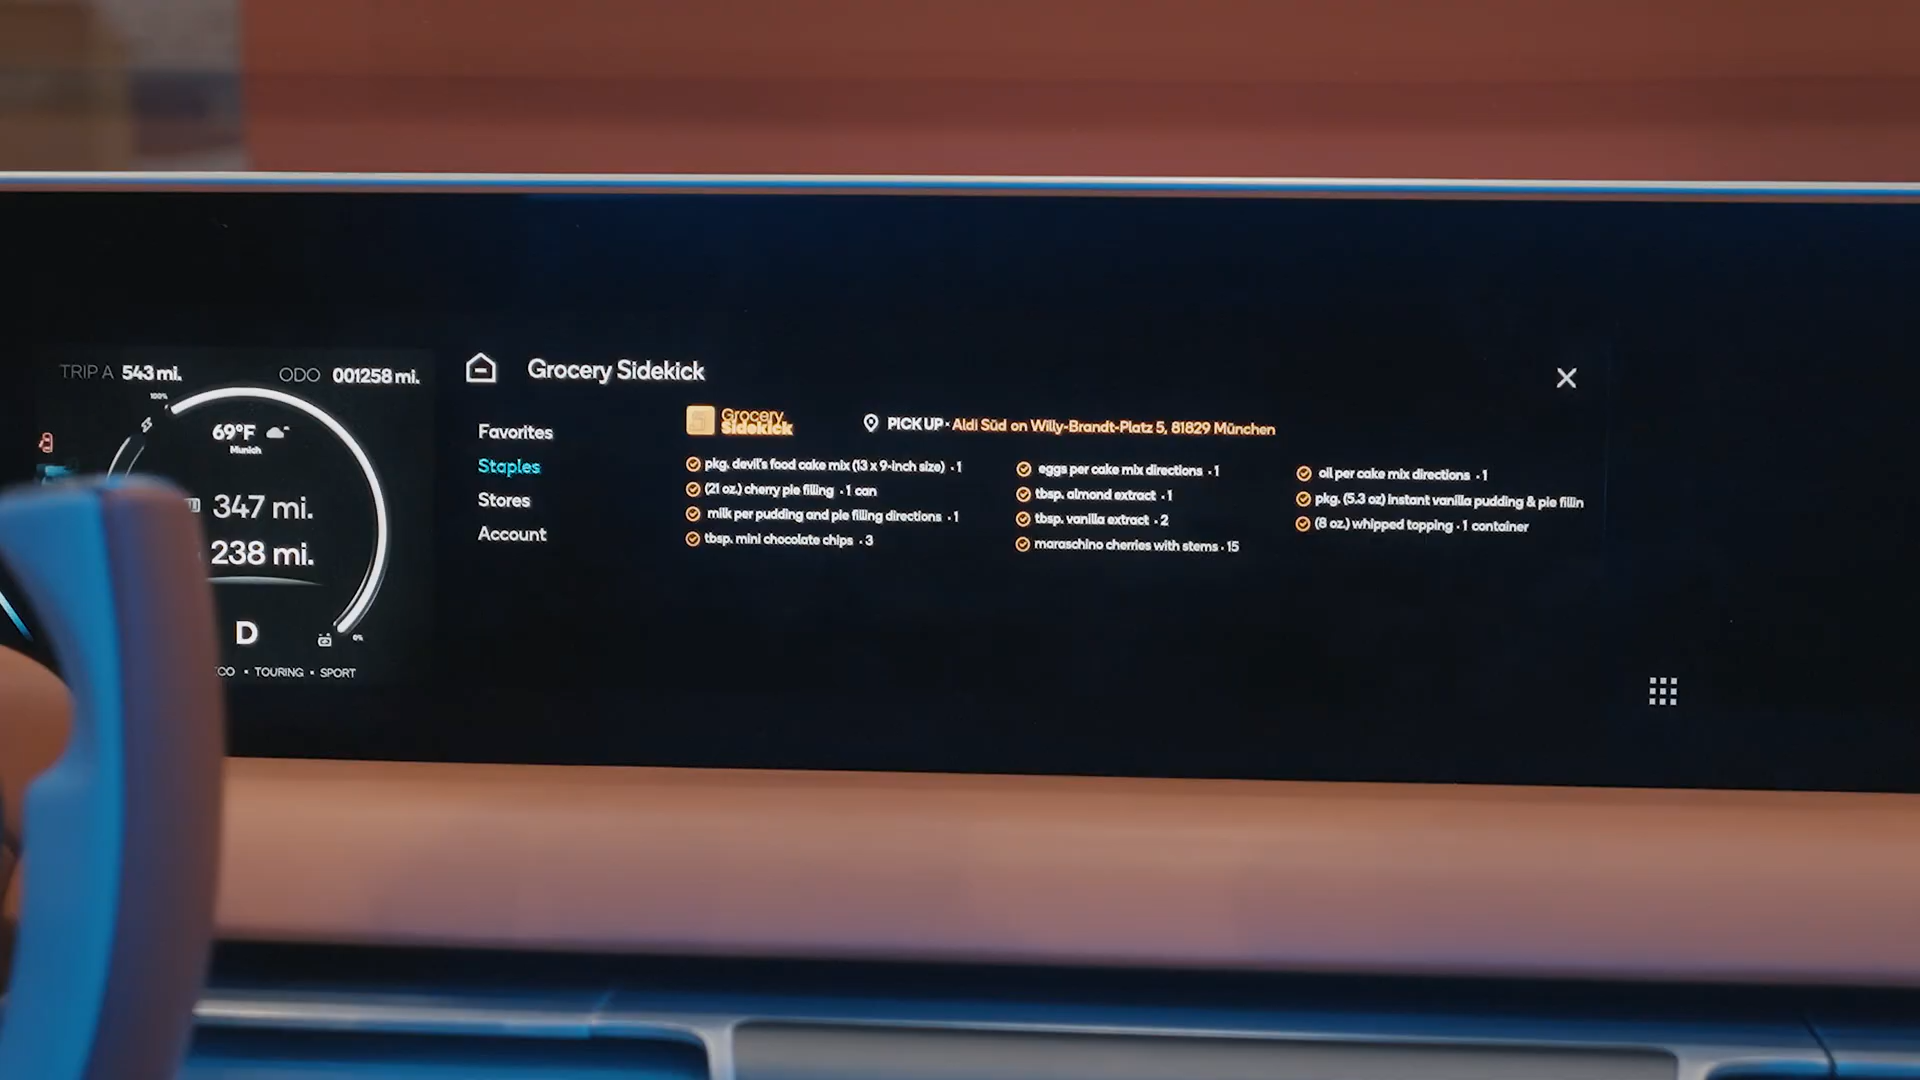 TRIP A 543 mi.
ODO 001258 mi.
100%
69°F
Munich
347 mi.
238 mi.
D
0%
CO • TOURING • SPORT
Grocery Sidekick
Favorites
Staples
Stores
Account
Grocery
Sidekick
PICK UP • Aldi Süd on Willy-Brandt-Platz 5, 81829 München
pkg. devil's food cake mix (13 x 9-inch size) • 1
(21 oz.) cherry pie filling • 1 can
milk per pudding and pie filling directions • 1
tbsp. mini chocolate chips • 3
eggs per cake mix directions • 1
tbsp. almond extract • 1
tbsp. vanilla extract • 2
maraschino cherries with stems • 15
oil per cake mix directions • 1
pkg. (5.3 oz) instant vanilla pudding & pie fillin
(8 oz.) whipped topping • 1 container